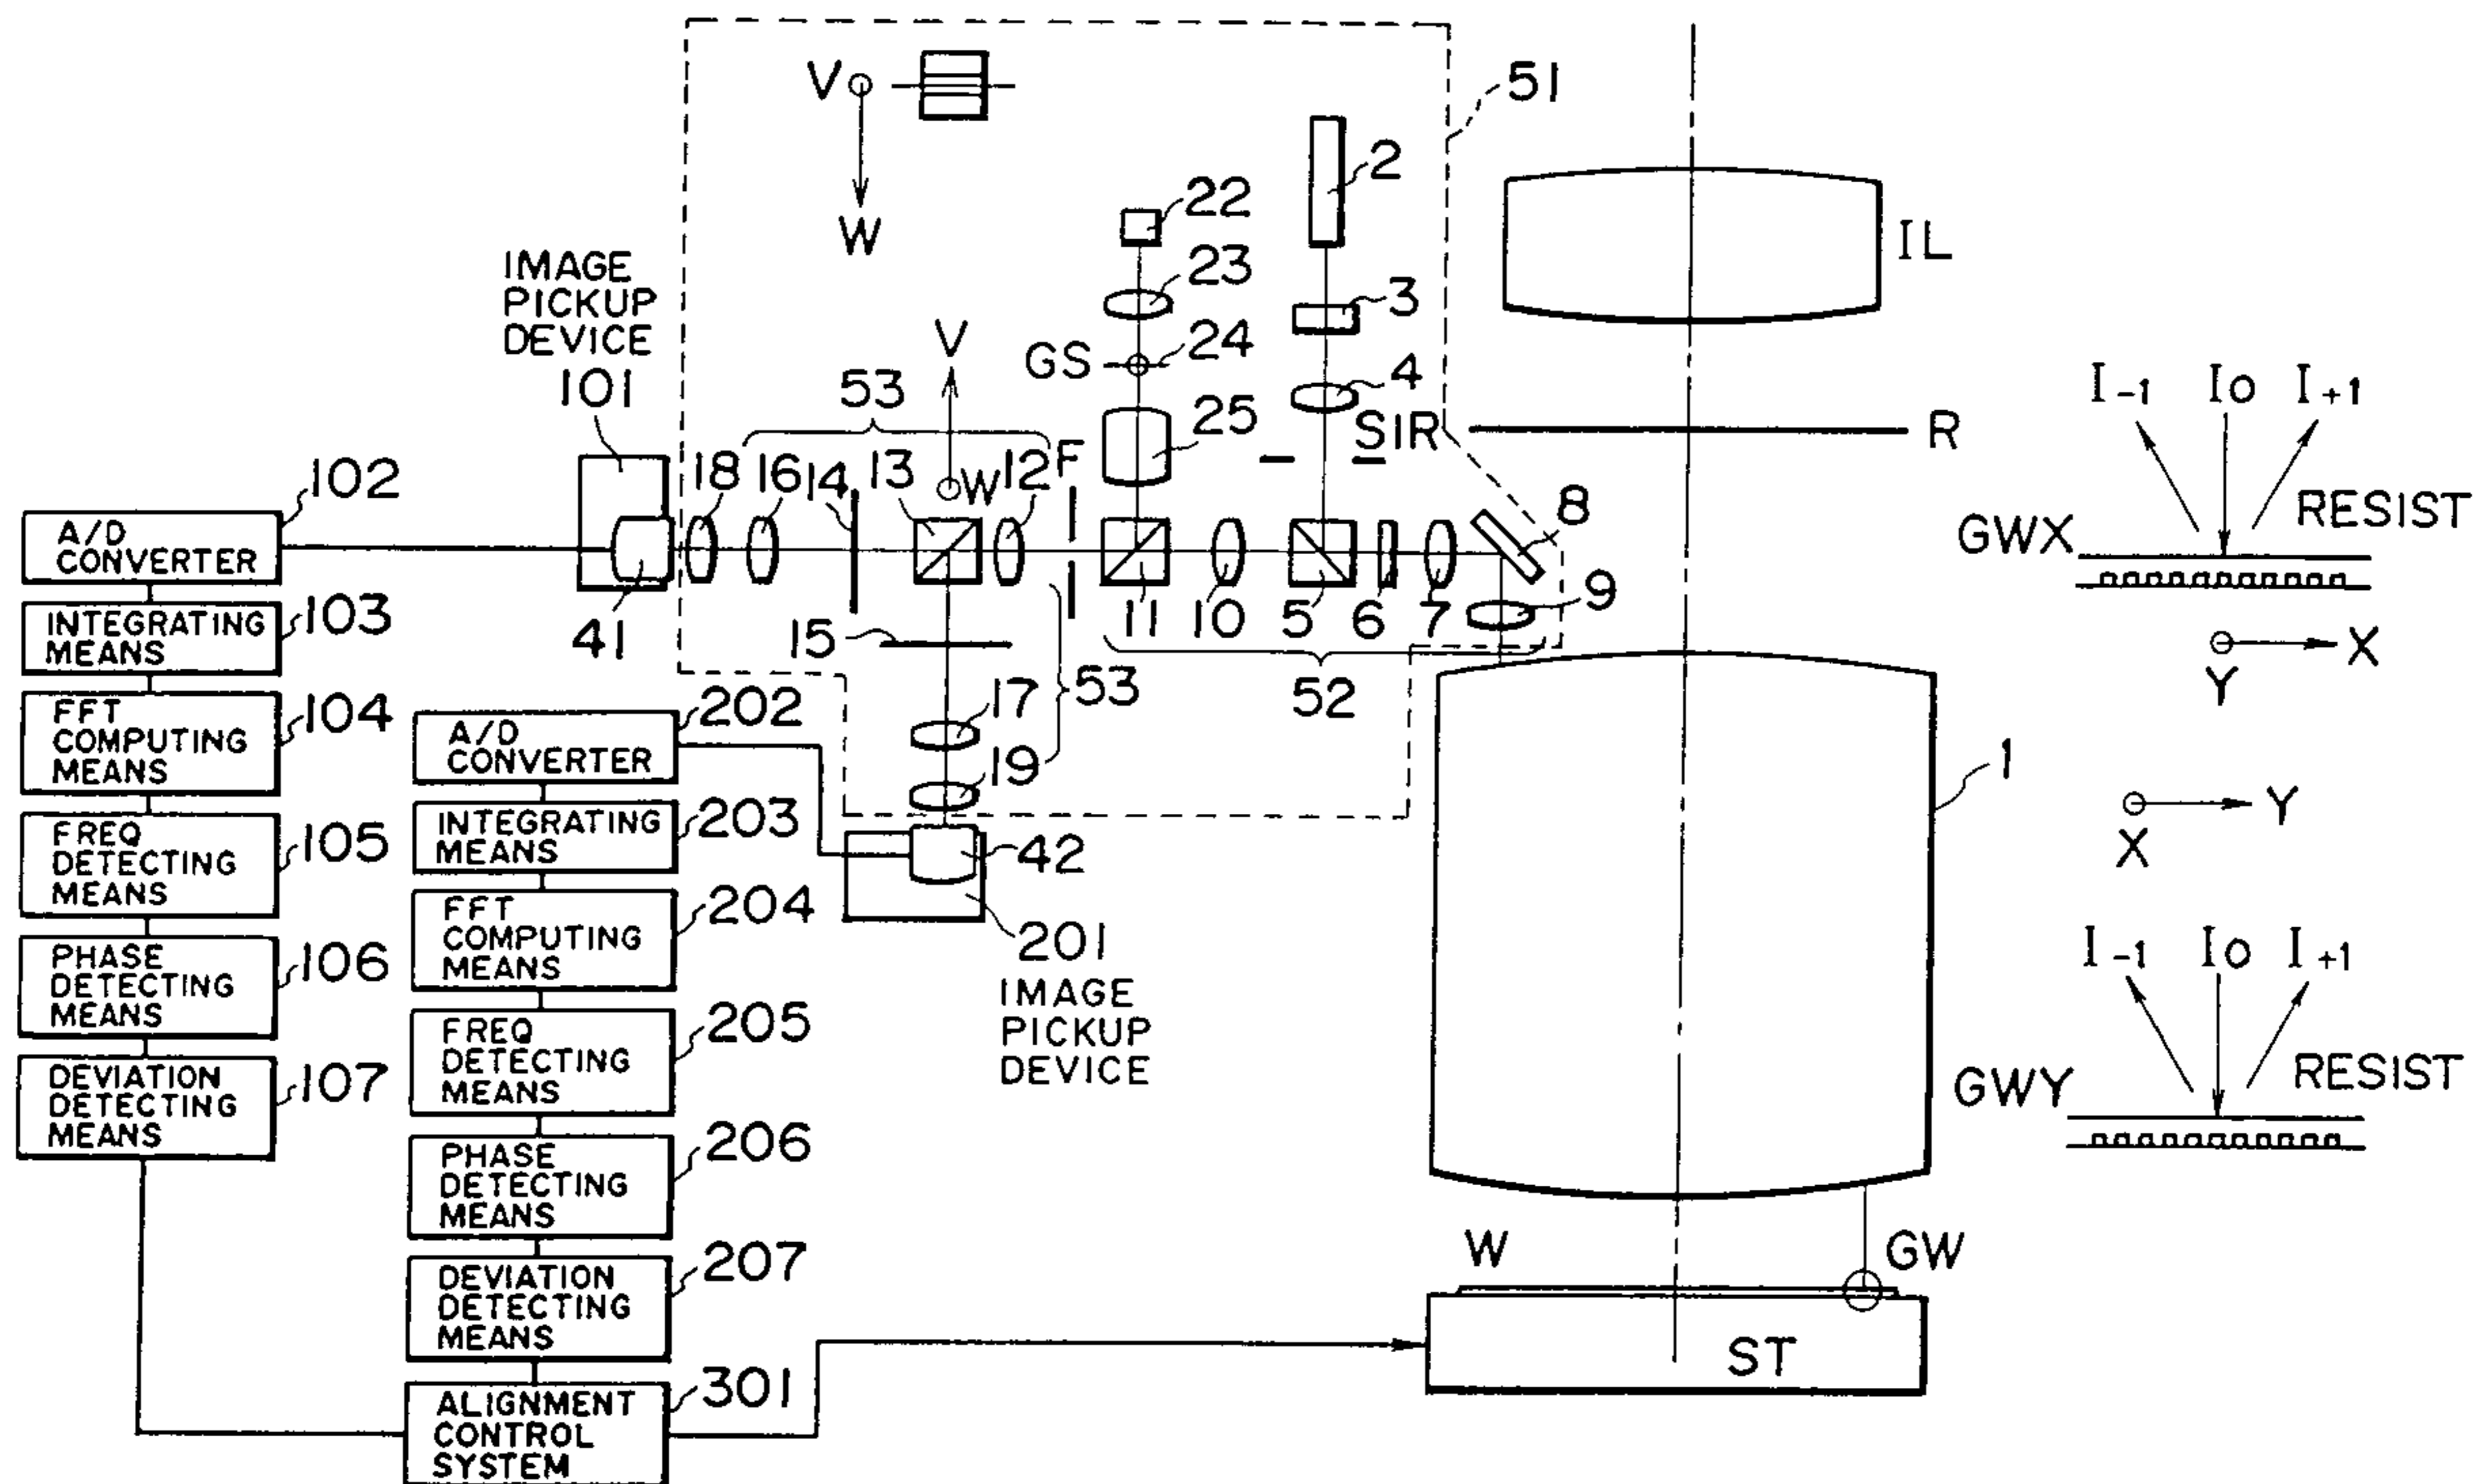 V
W
51
2
22
23
3
IL
IMAGE
PICKUP
DEVICE
101
V
GS
24
4
53
25
SIR
R
I-1
I0
I+1
18
16
14
13
W
12
F
8
RESIST
GWX
102
A/D
CONVERTER
41
11
10
5
6
7
9
103
INTEGRATING
MEANS
15
53
52
Y
X
104
FFT
COMPUTING
MEANS
202
A/D
CONVERTER
17
19
1
105
FREQ
DETECTING
MEANS
203
INTEGRATING
MEANS
42
X
Y
106
PHASE
DETECTING
MEANS
204
FFT
COMPUTING
MEANS
201
IMAGE
PICKUP
DEVICE
I-1
I0
I+1
107
DEVIATION
DETECTING
MEANS
205
FREQ
DETECTING
MEANS
RESIST
GWY
206
PHASE
DETECTING
MEANS
207
DEVIATION
DETECTING
MEANS
W
GW
ST
301
ALIGNMENT
CONTROL
SYSTEM